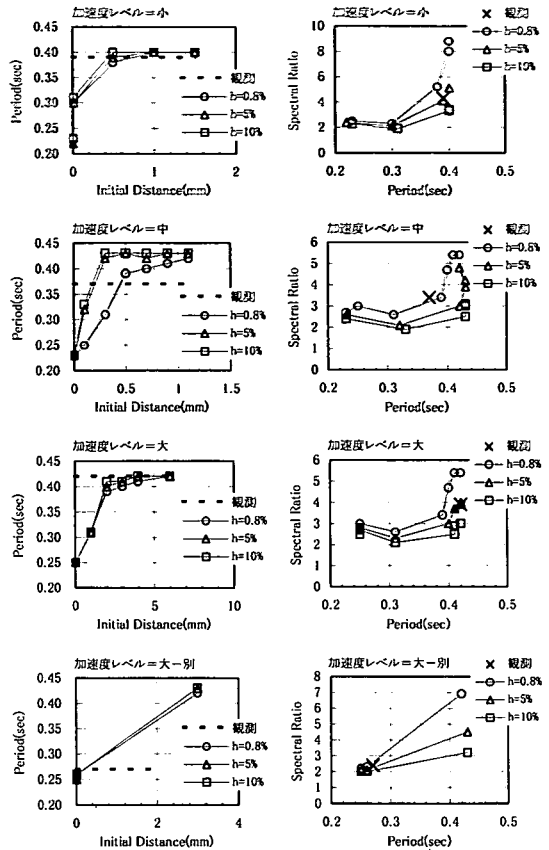 加速度レベル＝小
Period(sec)
0.45
0.40
0.35
0.30
0.25
0.20
観測
h=0.8%
h=5%
h=10%
0
1
2
Initial Distance(mm)
加速度レベル＝小
観測
h=0.8%
h=5%
h=10%
Spectral Ratio
10
8
6
4
2
0
0.2
0.3
0.4
0.5
Period(sec)
加速度レベル＝中
Period(sec)
0.45
0.40
0.35
0.30
0.25
0.20
観測
h=0.8%
h=5%
h=10%
0
0.5
1
1.5
Initial Distance(mm)
加速度レベル＝中
観測
h=0.8%
h=5%
h=10%
Spectral Ratio
6
5
4
3
2
1
0
0.2
0.3
0.4
0.5
Period(sec)
加速度レベル＝大
Period(sec)
0.45
0.40
0.35
0.30
0.25
0.20
観測
h=0.8%
h=5%
h=10%
0
5
10
Initial Distance(mm)
加速度レベル＝大
観測
h=0.8%
h=5%
h=10%
Spectral Ratio
6
5
4
3
2
1
0
0.2
0.3
0.4
0.5
Period(sec)
加速度レベル＝大－別
Period(sec)
0.45
0.40
0.35
0.30
0.25
0.20
観測
h=0.8%
h=5%
h=10%
0
2
4
Initial Distance(mm)
加速度レベル＝大－別
観測
h=0.8%
h=5%
h=10%
Spectral Ratio
8
7
6
5
4
3
2
1
0
0.2
0.3
0.4
0.5
Period(sec)